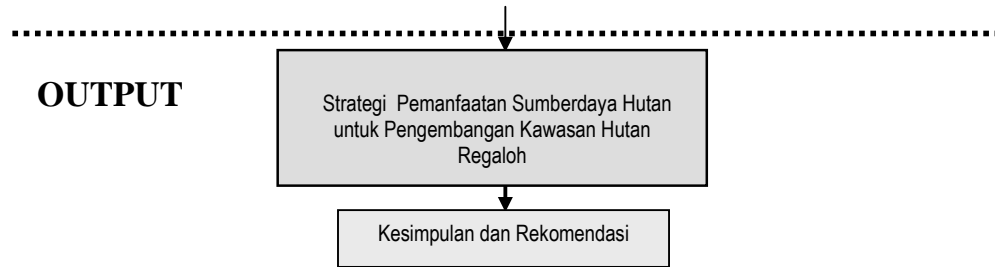 OUTPUT
Strategi Pemanfaatan Sumberdaya Hutan
untuk Pengembangan Kawasan Hutan
Regaloh
Kesimpulan dan Rekomendasi